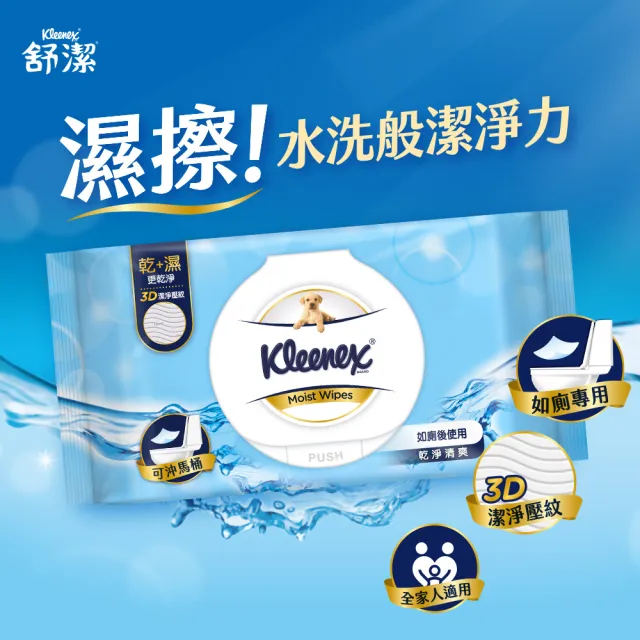 Kleenex®
舒潔®
濕擦!
水洗般潔淨力
乾+濕
更乾淨
3D 潔淨壓紋
Kleenex®
BRAND
Moist Wipes
PUSH
可沖馬桶
如廁後使用
乾淨清爽
如廁專用
3D
潔淨壓紋
全家人適用